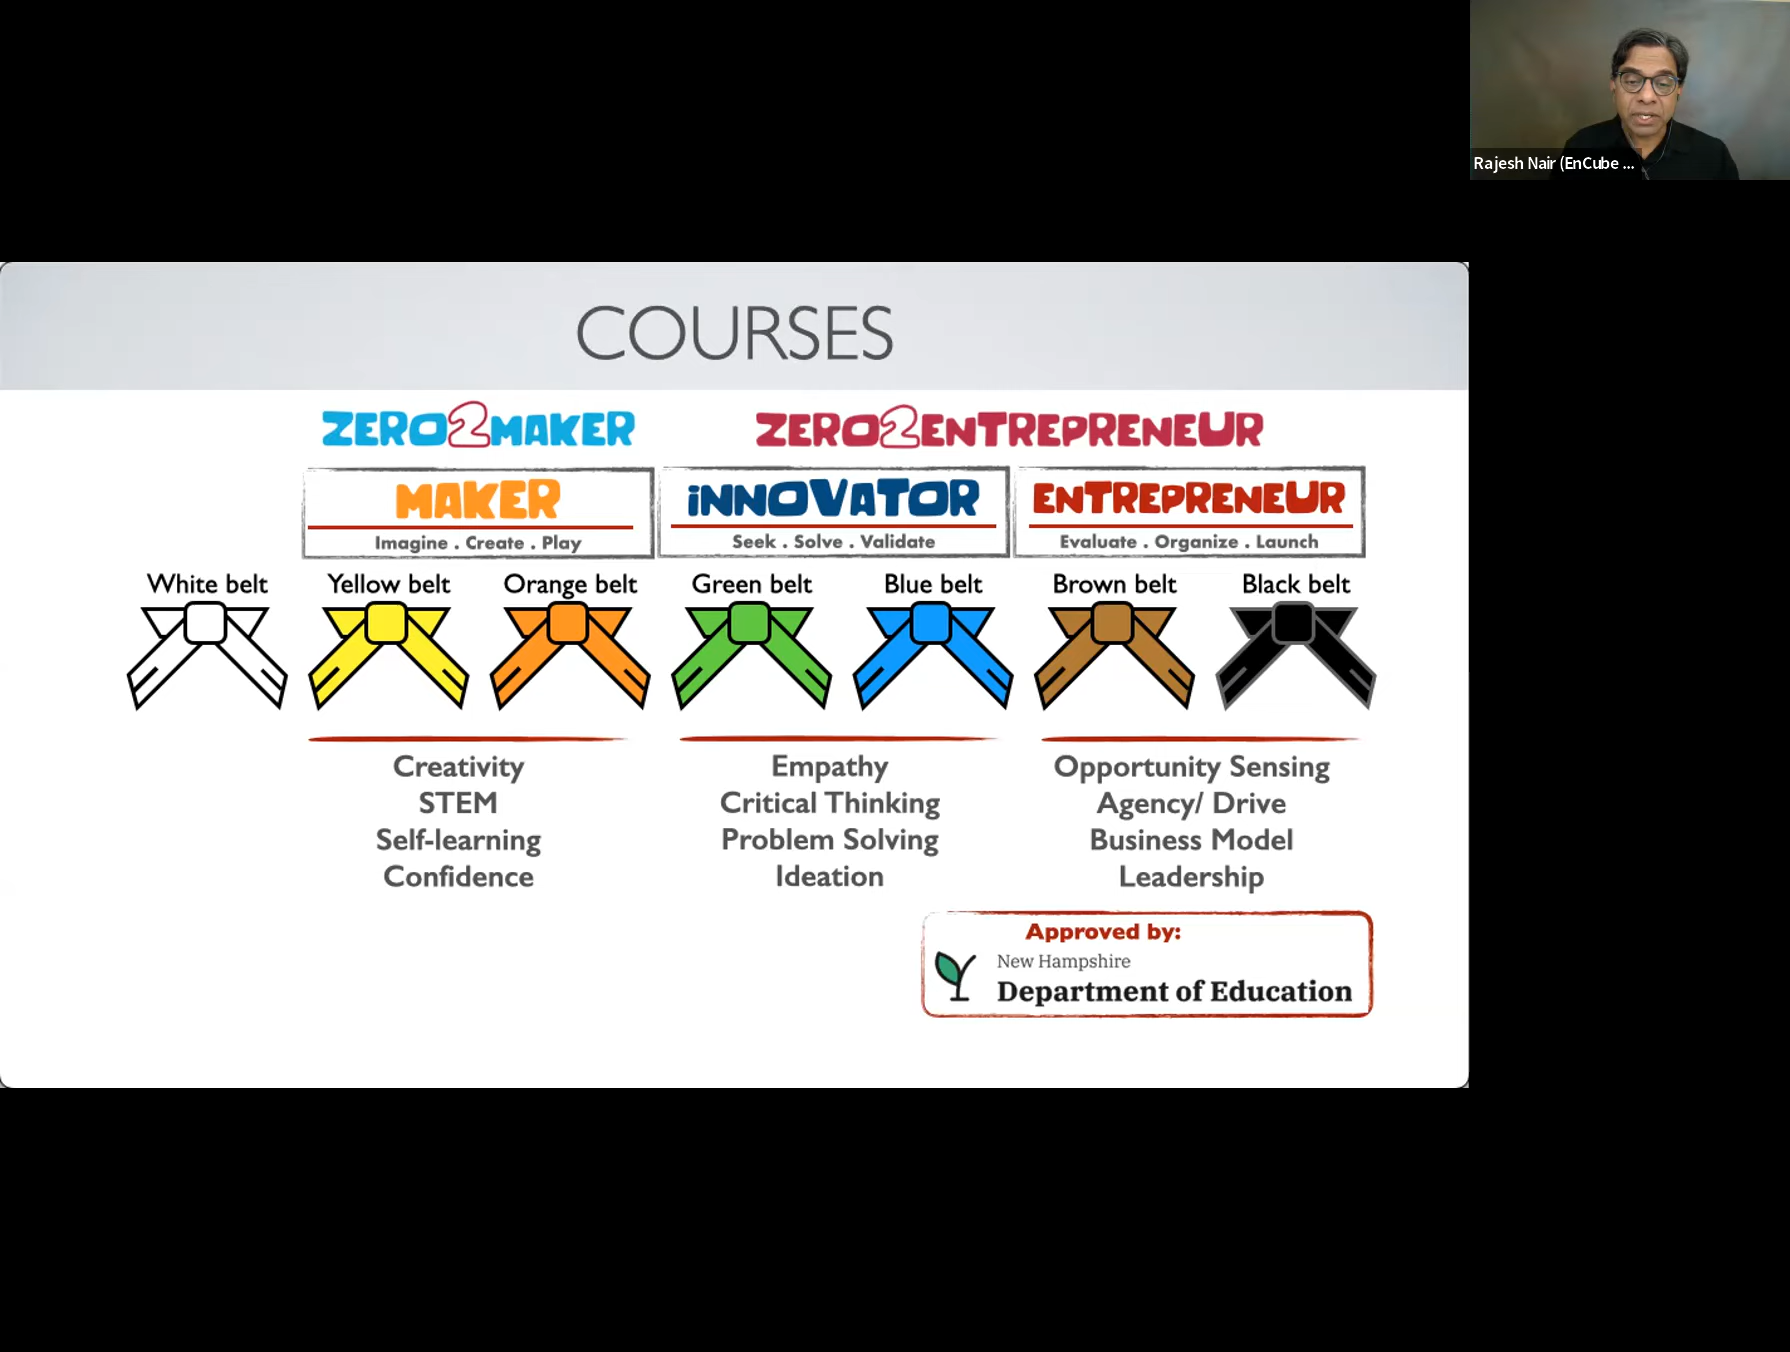 Rajesh Nair (EnCube ...
COURSES
ZERO2MAKER
ZERO2ENTREPRENEUR
MAKER
Imagine . Create . Play
iNNOVATOR
Seek . Solve . Validate
ENTREPRENEUR
Evaluate . Organize . Launch
White belt
Yellow belt
Orange belt
Green belt
Blue belt
Brown belt
Black belt
Creativity
STEM
Self-learning
Confidence
Empathy
Critical Thinking
Problem Solving
Ideation
Opportunity Sensing
Agency/ Drive
Business Model
Leadership
Approved by:
New Hampshire
Department of Education